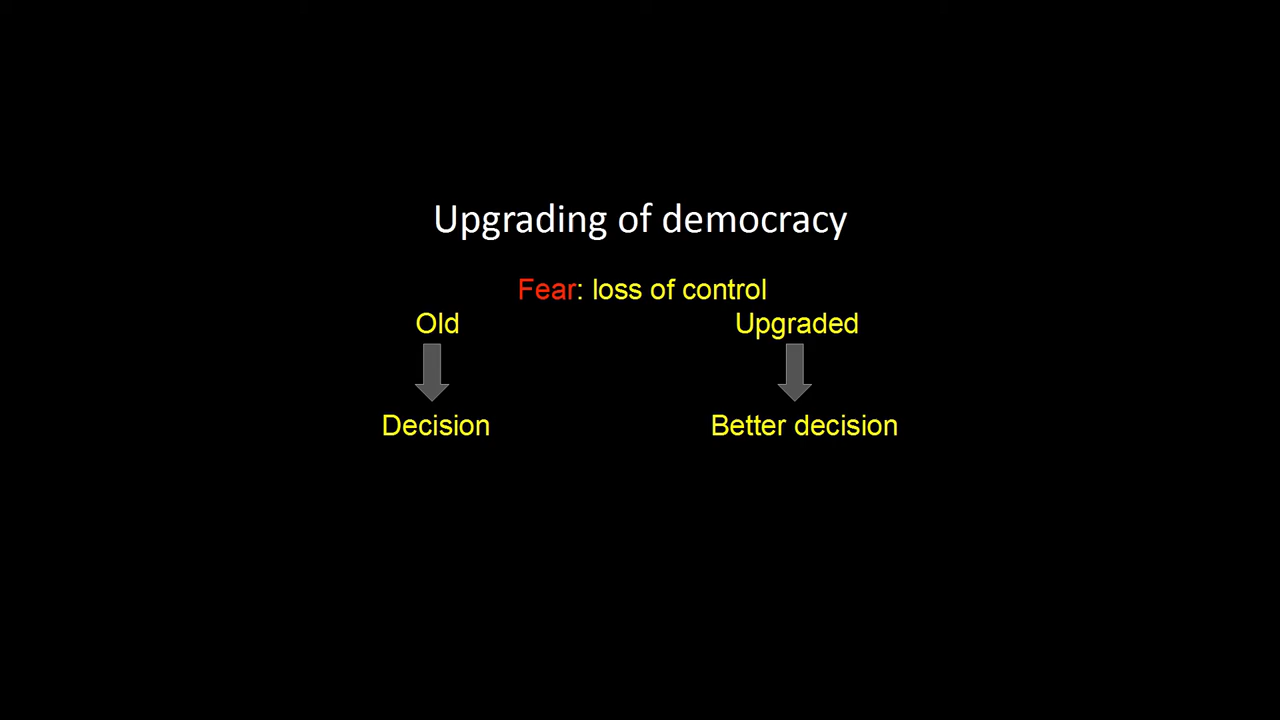 Upgrading of democracy
Fear: loss of control
Old Upgraded
Decision Better decision